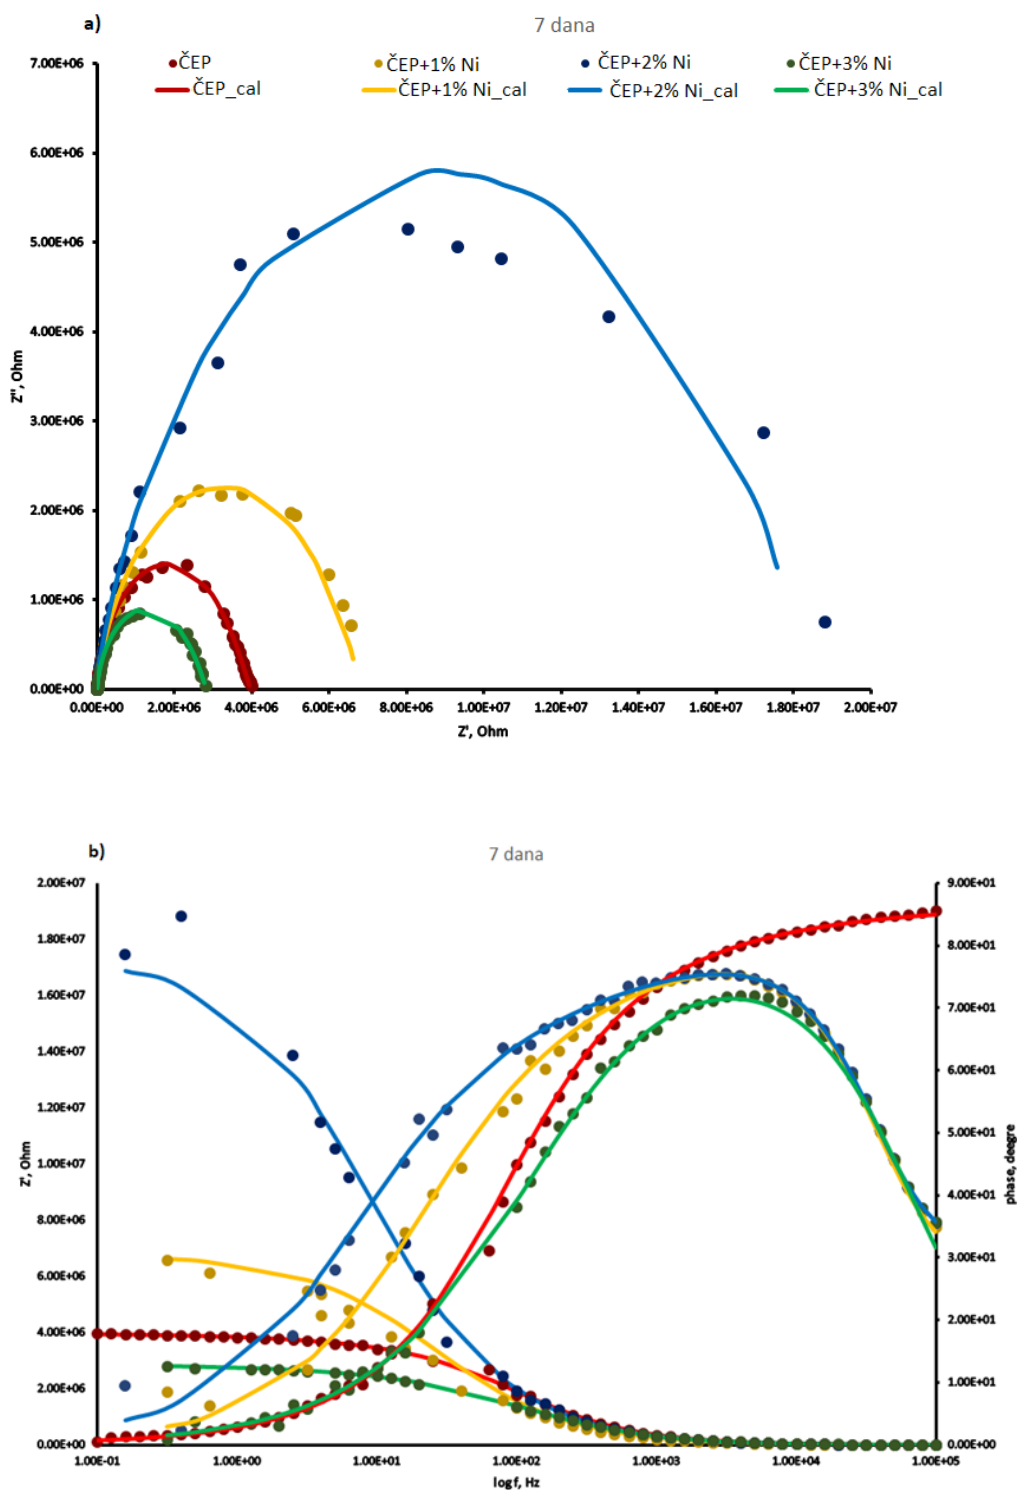 a)
7 dana
ČEP ČEP+1% Ni ČEP+2% Ni ČEP+3% Ni
ČEP_cal ČEP+1% Ni_cal ČEP+2% Ni_cal ČEP+3% Ni_cal
7.00E+06
6.00E+06
5.00E+06
4.00E+06
3.00E+06
2.00E+06
1.00E+06
0.00E+00
Z'', Ohm
0.00E+00 2.00E+06 4.00E+06 6.00E+06 8.00E+06 1.00E+07 1.20E+07 1.40E+07 1.60E+07 1.80E+07 2.00E+07
Z', Ohm
b)
7 dana
2.00E+07 9.00E+01
1.80E+07 8.00E+01
1.60E+07 7.00E+01
1.40E+07 6.00E+01
1.20E+07 5.00E+01
1.00E+07 4.00E+01
8.00E+06 3.00E+01
6.00E+06 2.00E+01
4.00E+06 1.00E+01
2.00E+06 0.00E+00
0.00E+00
Z', Ohm
phase, deegre
1.00E-01 1.00E+00 1.00E+01 1.00E+02 1.00E+03 1.00E+04 1.00E+05
log f, Hz